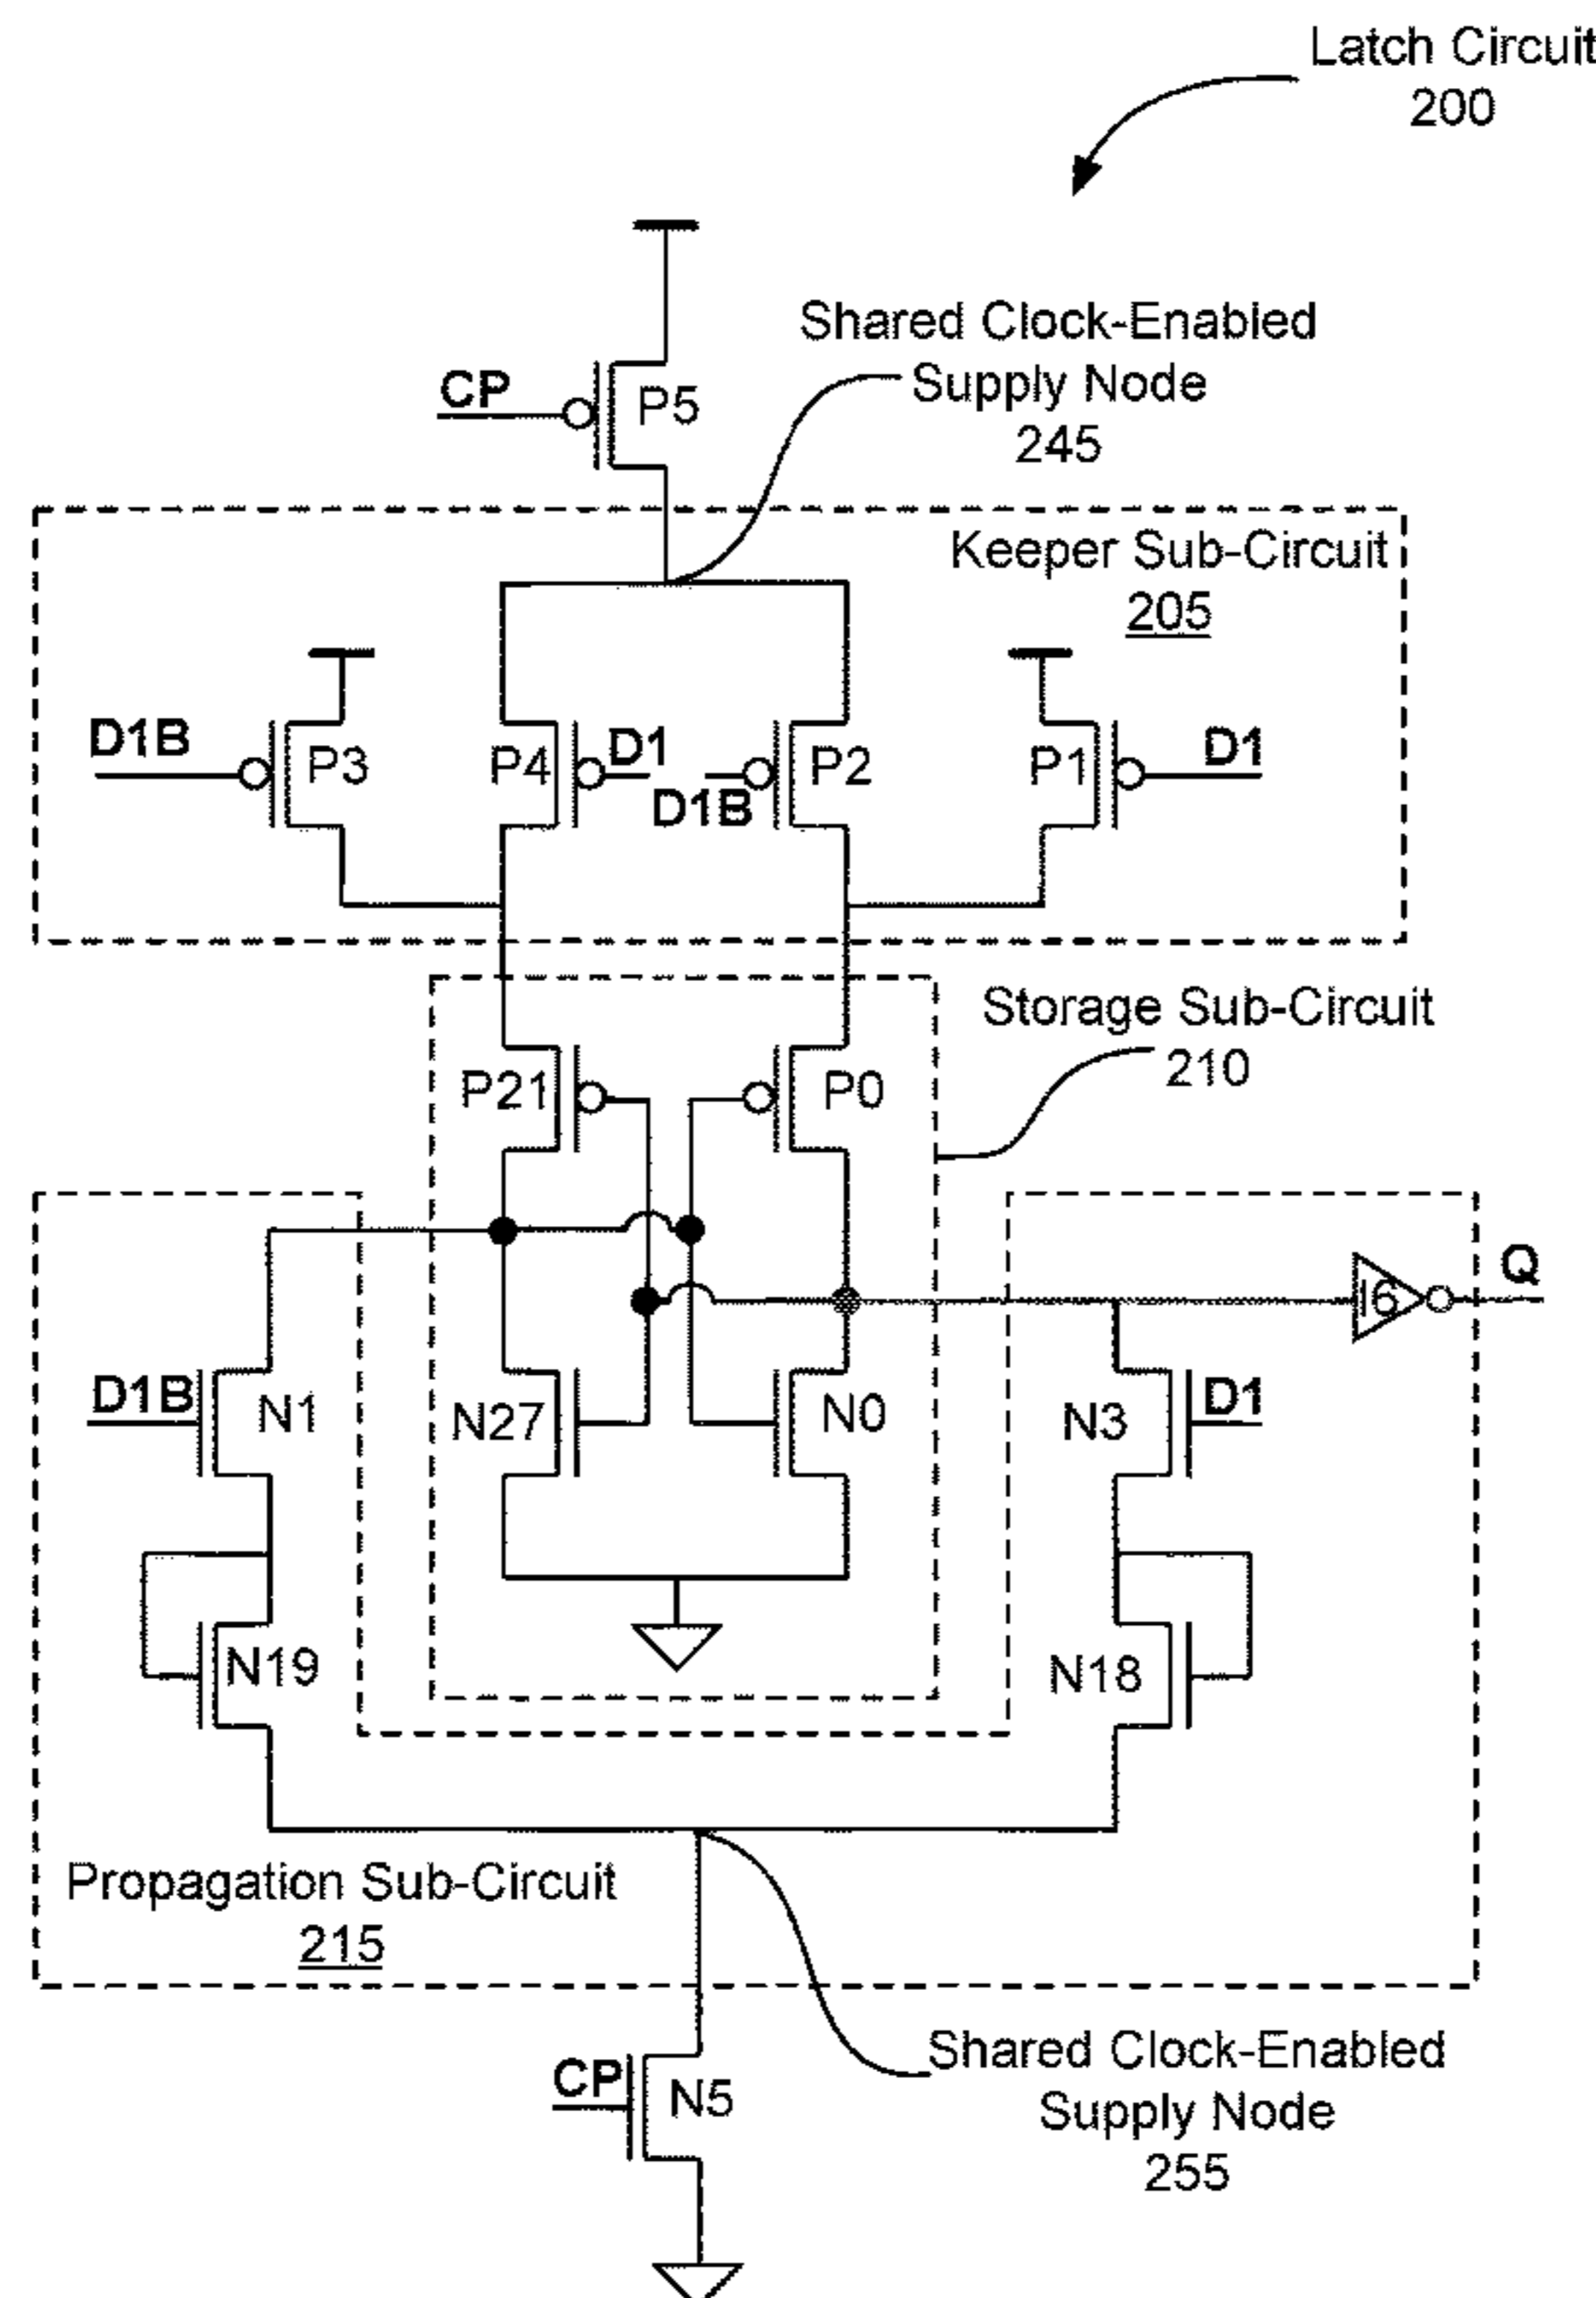 Latch Circuit
200
Shared Clock-Enabled
Supply Node
245
CP
P5
Keeper Sub-Circuit
205
D1B
P3
P4
D1
D1B
P2
P1
D1
Storage Sub-Circuit
210
P21
P0
Q
I6
D1B
N1
N27
N0
N3
D1
N19
N18
Propagation Sub-Circuit
215
CP
N5
Shared Clock-Enabled
Supply Node
255